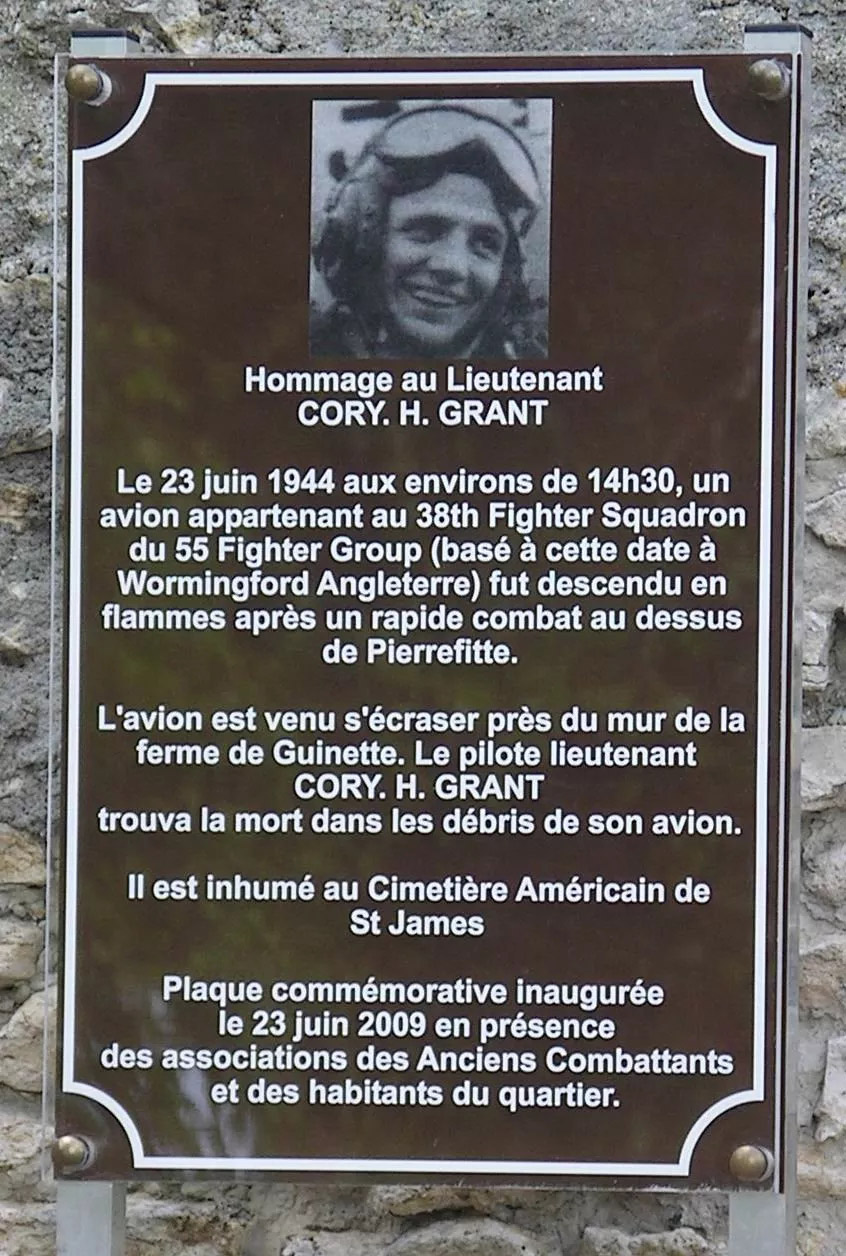 Hommage au Lieutenant
CORY. H. GRANT
Le 23 juin 1944 aux environs de 14h30, un
avion appartenant au 38th Fighter Squadron
du 55 Fighter Group (basé à cette date à
Wormingford Angleterre) fut descendu en
flammes après un rapide combat au dessus
de Pierrefitte.
L'avion est venu s'écraser près du mur de la
ferme de Guinette. Le pilote lieutenant
CORY. H. GRANT
trouva la mort dans les débris de son avion.
Il est inhumé au Cimetière Américain de
St James
Plaque commémorative inaugurée
le 23 juin 2009 en présence
des associations des Anciens Combattants
et des habitants du quartier.